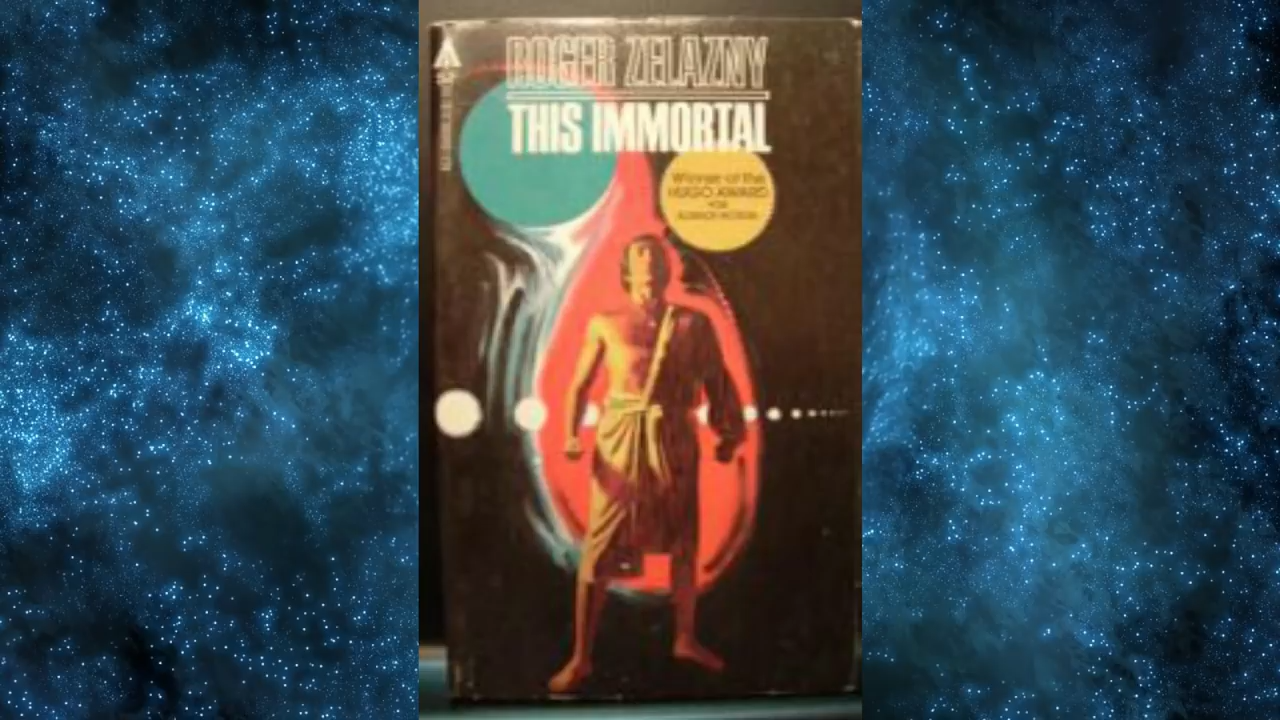 ROGER ZELAZNY
THIS IMMORTAL
Winner of the
HUGO AWARD